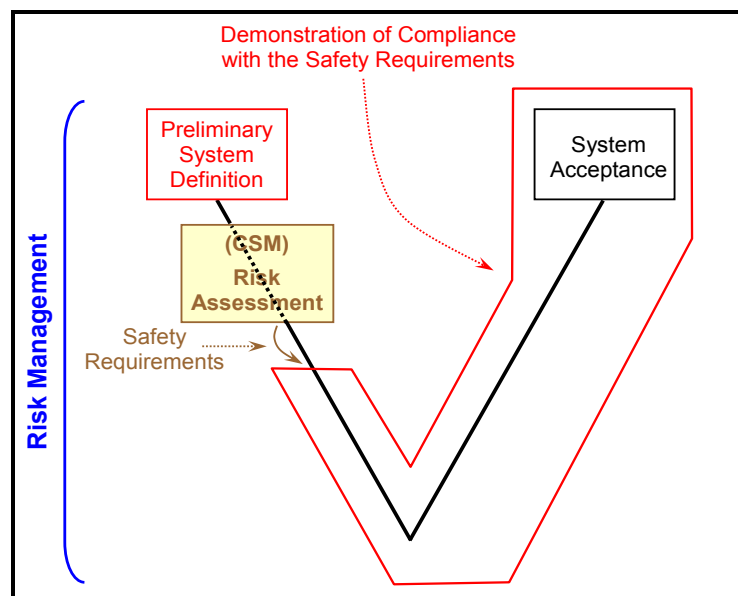 Demonstration of Compliance
with the Safety Requirements
Preliminary
System
Definition
System
Acceptance
(CSM)
Risk
Assessment
Safety
Requirements
Risk Management